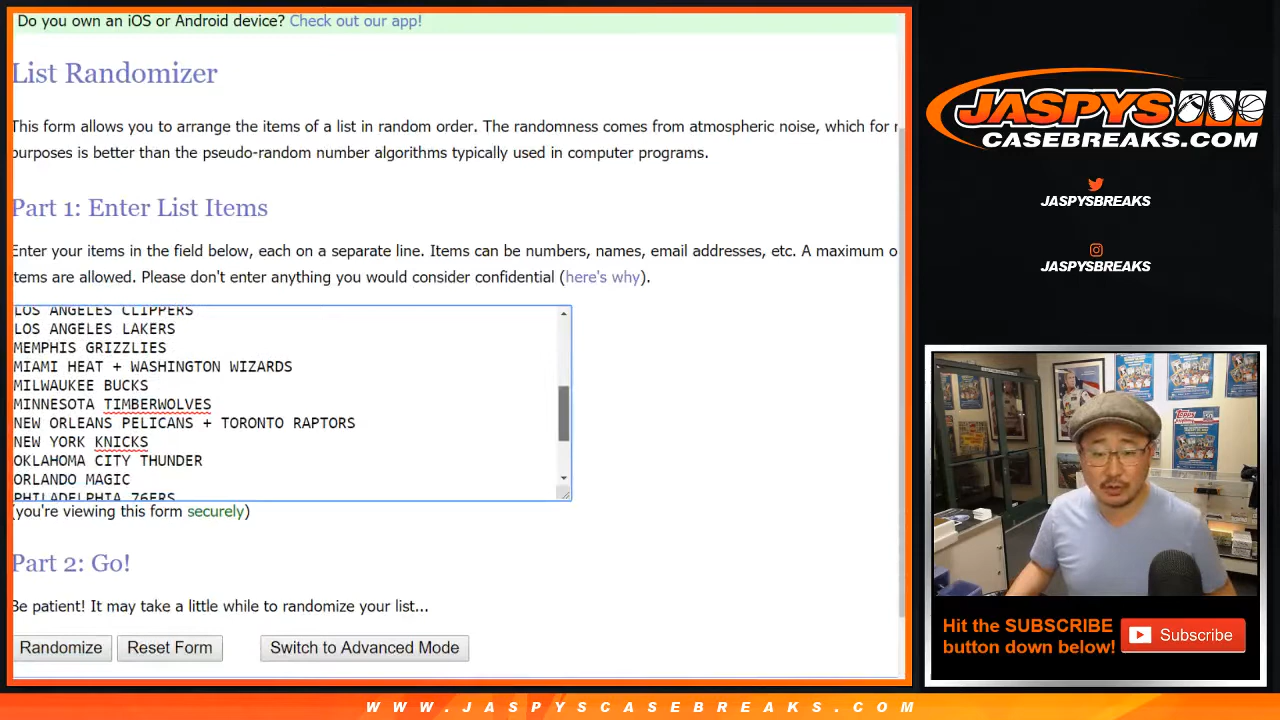 Do you own an iOS or Android device? Check out our app!
List Randomizer
This form allows you to arrange the items of a list in random order. The randomness comes from atmospheric noise, which for
purposes is better than the pseudo-random number algorithms typically used in computer programs.
Part 1: Enter List Items
Enter your items in the field below, each on a separate line. Items can be numbers, names, email addresses, etc. A maximum
items are allowed. Please don't enter anything you would consider confidential (here's why).
LOS ANGELES CLIPPERS
LOS ANGELES LAKERS
MEMPHIS GRIZZLIES
MIAMI HEAT + WASHINGTON WIZARDS
MILWAUKEE BUCKS
MINNESOTA TIMBERWOLVES
NEW ORLEANS PELICANS + TORONTO RAPTORS
NEW YORK KNICKS
OKLAHOMA CITY THUNDER
ORLANDO MAGIC
PHILADELPHIA 76ERS
(you're viewing this form securely)
Part 2: Go!
Be patient! It may take a little while to randomize your list...
Randomize
Reset Form
Switch to Advanced Mode
JASPYS
CASEBREAKS.COM
JASPYSBREAKS
JASPYSBREAKS
Hit the SUBSCRIBE
button down below!
Subscribe
WWW.JASPYSCASEBREAKS.COM